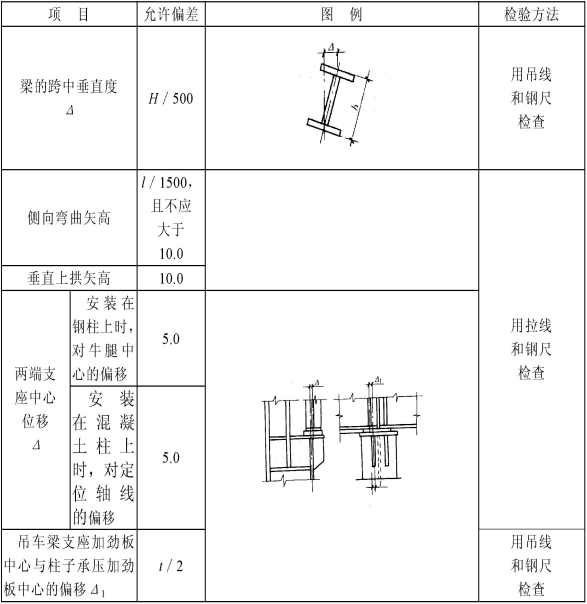 项 目
允许偏差
图 例
检验方法
梁的跨中垂直度
Δ
H/500
Δ
h
用吊线
和钢尺
检查
侧向弯曲矢高
l/1500,
且不应
大于
10.0
垂直上拱矢高
10.0
用拉线
和钢尺
检查
两端支
座中心
位移
Δ
安装在
钢柱上时,
对牛腿中
心的偏移
5.0
安装
在混凝
土柱上
时,对定
位轴线
的偏移
5.0
Δ
Δ1
吊车梁支座加劲板
中心与柱子承压加劲
板中心的偏移Δ1
t/2
用吊线
和钢尺
检查